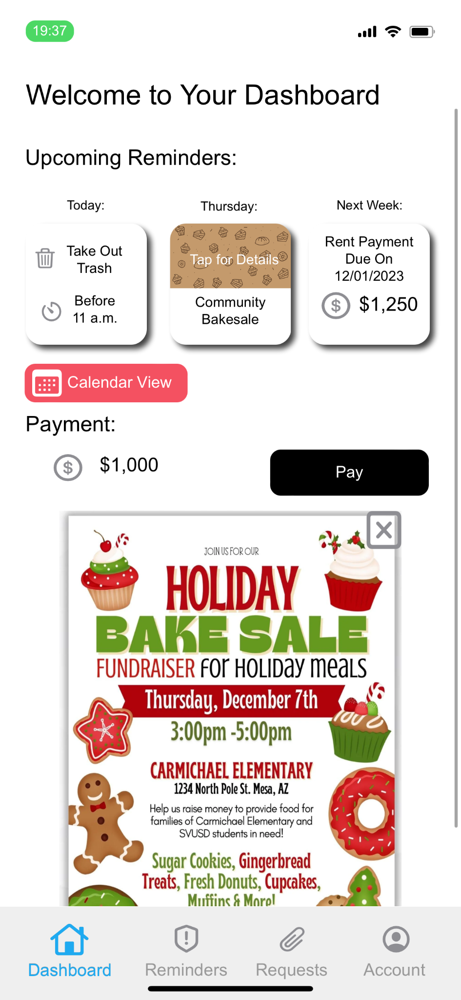 19:37
Welcome to Your Dashboard
Upcoming Reminders:
Today:
Take Out
Trash
Before
11 a.m.
Thursday:
Tap for Details
Community
Bakesale
Next Week:
Rent Payment
Due On
12/01/2023
$ $1,250
Calendar View
Payment:
$ $1,000
Pay
JOIN US FOR OUR
HOLIDAY
BAKE SALE
FUNDRAISER FOR HOLIDAY MEALS
Thursday, December 7th
3:00pm -5:00pm
CARMICHAEL ELEMENTARY
1234 North Pole St. Mesa, AZ
Help us raise money to provide food for
families of Carmichael Elementary and
SVUSD students in need!
Sugar Cookies, Gingerbread
Treats, Fresh Donuts, Cupcakes,
Muffins & More!
Dashboard
Reminders
Requests
Account